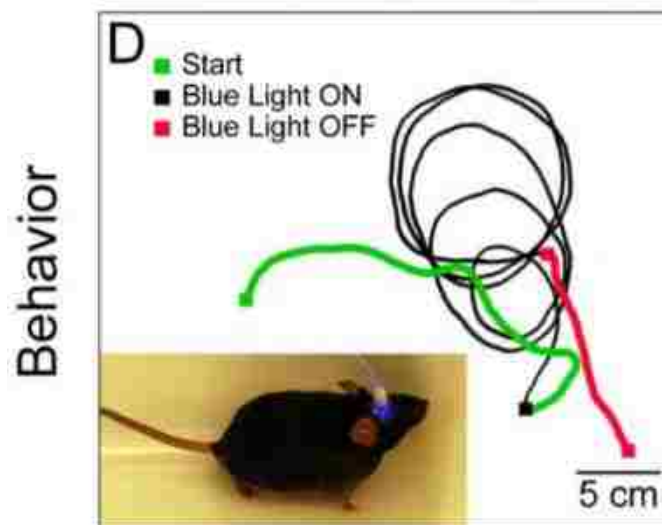 D
Start
Blue Light ON
Blue Light OFF
Behavior
5 cm